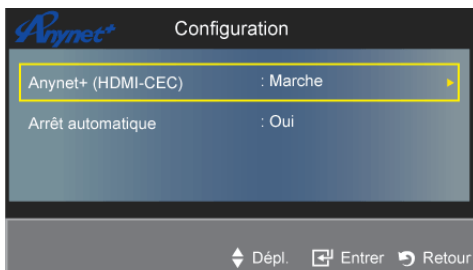 Anynet+ Configuration
Anynet+ (HDMI-CEC) : Marche
Arrêt automatique : Oui
Dépl. Entrer Retour